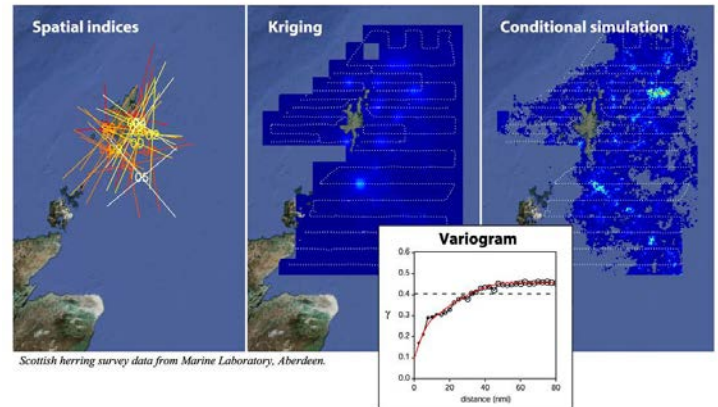 Spatial indices
Kriging
Conditional simulation
05
Variogram
0.6
0.5
0.4
γ
0.3
0.2
0.1
0.0
0
20
40
60
80
distance (nmi)
Scottish herring survey data from Marine Laboratory, Aberdeen.